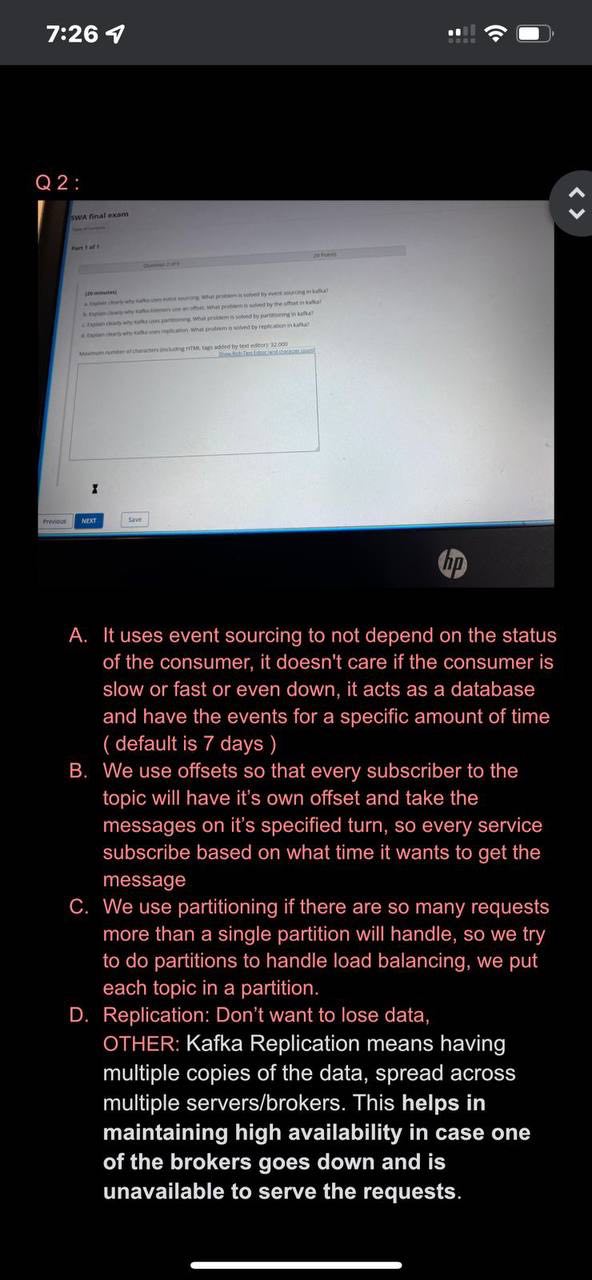 7:26
Q 2 :
SWA final exam
Part 1 of 1
Question 2 of 6
20 Points
(20 minutes)
a. Explain clearly why Kafka uses event sourcing. What problem is solved by event sourcing in kafka?
b. Explain clearly why Kafka listeners use an offset. What problem is solved by the offset in kafka?
c. Explain clearly why Kafka uses partitioning. What problem is solved by partitioning in kafka?
d. Explain clearly why Kafka uses replication. What problem is solved by replication in kafka?
Maximum number of characters (including HTML tags added by text editor): 32,000
Show Rich-Text Editor (and character count)
Previous NEXT Save
hp
A. It uses event sourcing to not depend on the status
of the consumer, it doesn't care if the consumer is
slow or fast or even down, it acts as a database
and have the events for a specific amount of time
( default is 7 days )
B. We use offsets so that every subscriber to the
topic will have it's own offset and take the
messages on it's specified turn, so every service
subscribe based on what time it wants to get the
message
C. We use partitioning if there are so many requests
more than a single partition will handle, so we try
to do partitions to handle load balancing, we put
each topic in a partition.
D. Replication: Don't want to lose data,
OTHER: Kafka Replication means having
multiple copies of the data, spread across
multiple servers/brokers. This helps in
maintaining high availability in case one
of the brokers goes down and is
unavailable to serve the requests.